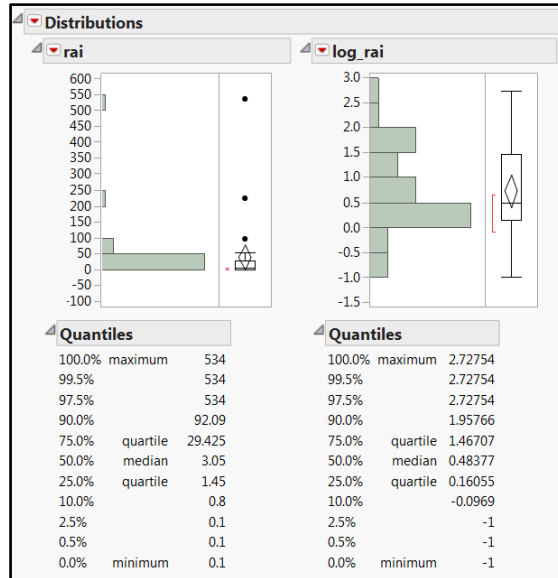 Distributions
rai
600
550
500
450
400
350
300
250
200
150
100
50
0
-50
-100
Quantiles
100.0% maximum 534
99.5% 534
97.5% 534
90.0% 92.09
75.0% quartile 29.425
50.0% median 3.05
25.0% quartile 1.45
10.0% 0.8
2.5% 0.1
0.5% 0.1
0.0% minimum 0.1
log_rai
3.0
2.5
2.0
1.5
1.0
0.5
0.0
-0.5
-1.0
-1.5
Quantiles
100.0% maximum 2.72754
99.5% 2.72754
97.5% 2.72754
90.0% 1.95766
75.0% quartile 1.46707
50.0% median 0.48377
25.0% quartile 0.16055
10.0% -0.0969
2.5% -1
0.5% -1
0.0% minimum -1